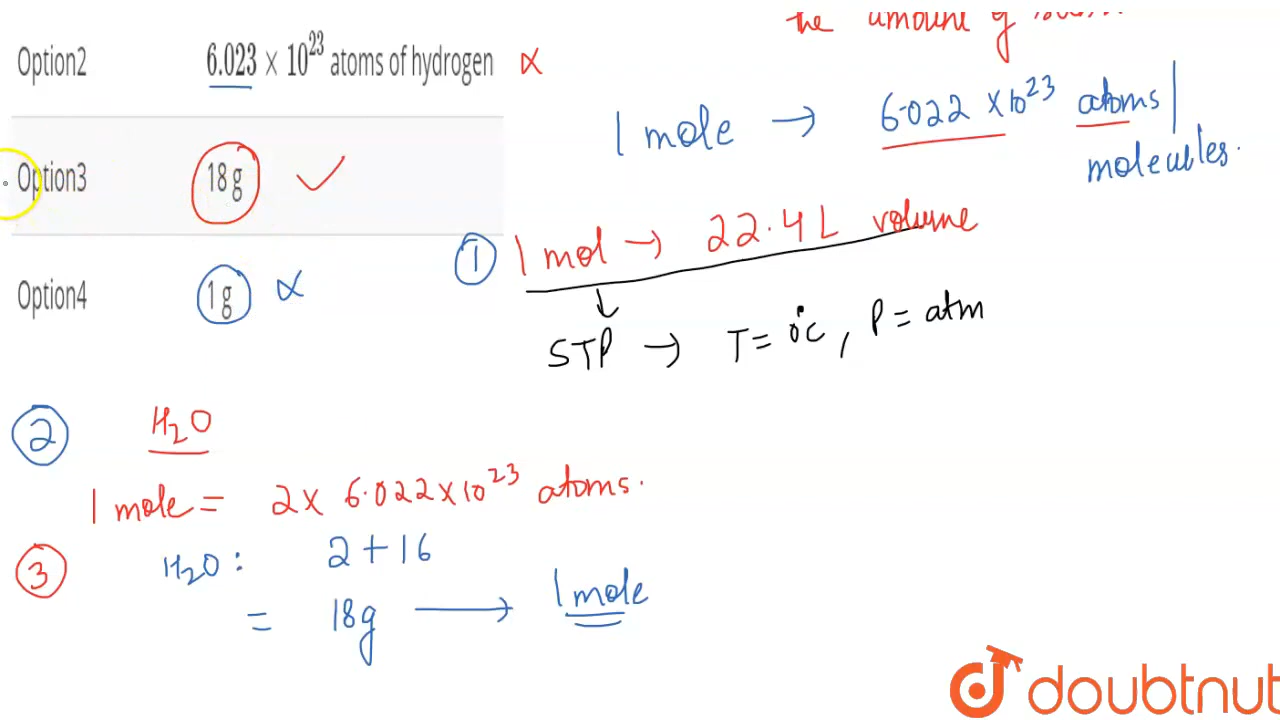 the amount of
Option2 6.023 × 10^23 atoms of hydrogen ∝
1 mole → 6.022 × 10^23 atoms |
molecules.
Option3 18 g ✓
① 1 mol → 22.4 L volume
Option4 1 g ∝
↓
STP → T = 0°C, P = atm
② H₂O
1 mole = 2 × 6.022 × 10^23 atoms.
③ H₂O : 2 + 16
= 18g → 1 mole
doubtnut